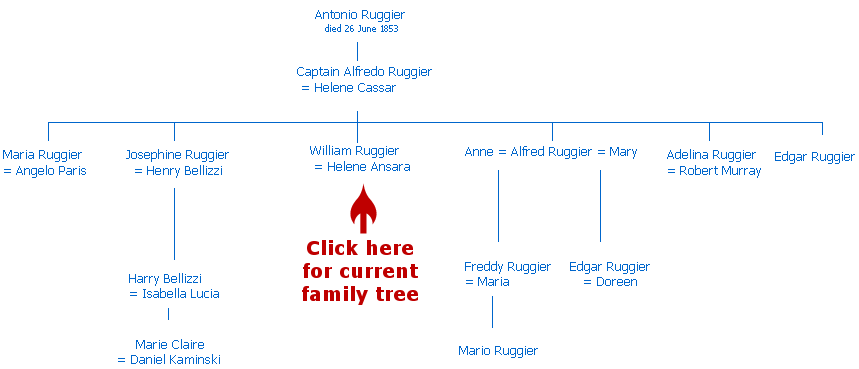 Antonio Ruggier
died 26 June 1853
Captain Alfredo Ruggier
= Helene Cassar
Maria Ruggier
= Angelo Paris
Josephine Ruggier
= Henry Bellizzi
William Ruggier
= Helene Ansara
Anne = Alfred Ruggier = Mary
Adelina Ruggier
= Robert Murray
Edgar Ruggier
Click here
for current
family tree
Harry Bellizzi
= Isabella Lucia
Freddy Ruggier
= Maria
Edgar Ruggier
= Doreen
Marie Claire
= Daniel Kaminski
Mario Ruggier